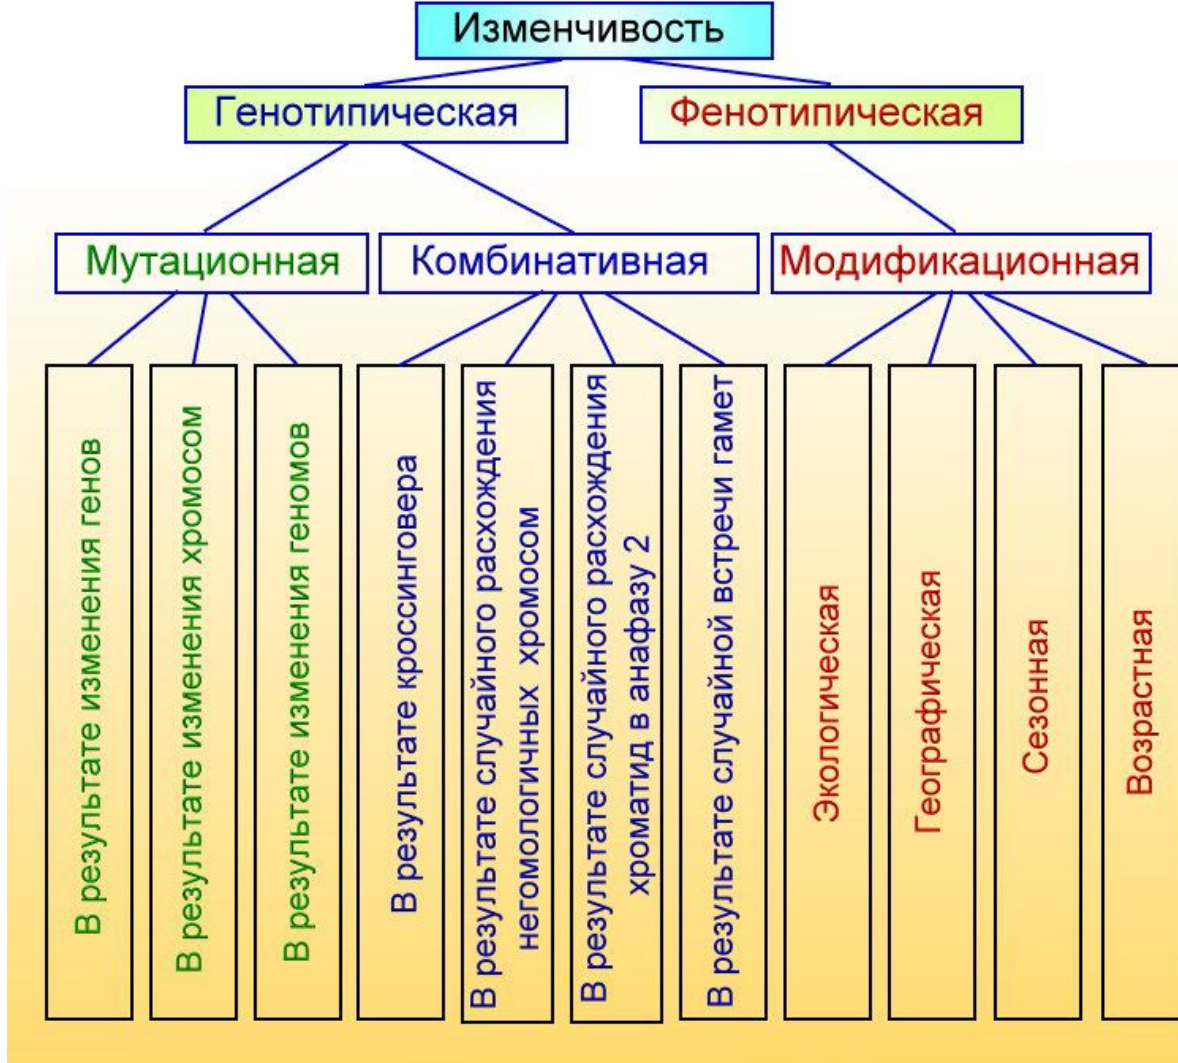 Изменчивость
Генотипическая
Фенотипическая
Мутационная
Комбинативная
Модификационная
В результате изменения генов
В результате изменения хромосом
В результате изменения геномов
В результате кроссинговера
В результате случайного расхождения
негомологичных хромосом
В результате случайного расхождения
хроматид в анафазу 2
В результате случайной встречи гамет
Экологическая
Географическая
Сезонная
Возрастная